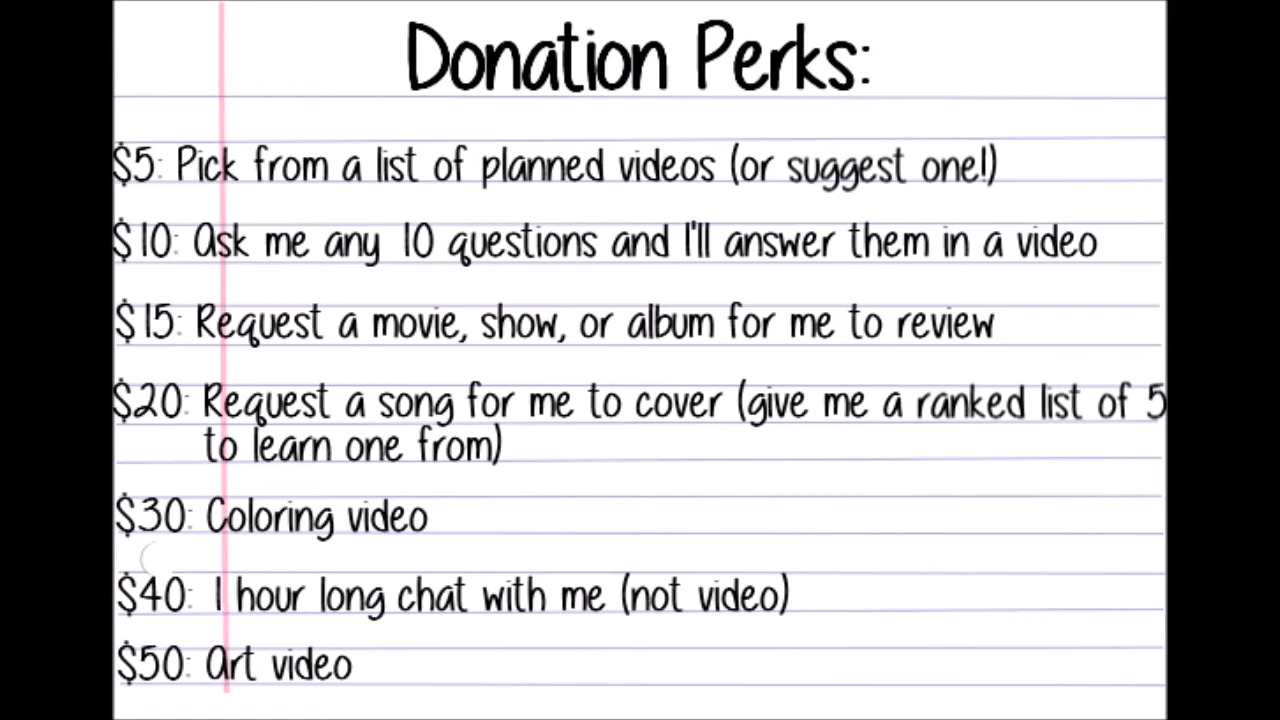 Donation Perks:
$5: Pick from a list of planned videos (or suggest one!)
$10: Ask me any 10 questions and I'll answer them in a video
$15: Request a movie, show, or album for me to review
$20: Request a song for me to cover (give me a ranked list of 5
to learn one from)
$30: Coloring video
$40: 1 hour long chat with me (not video)
$50: Art video